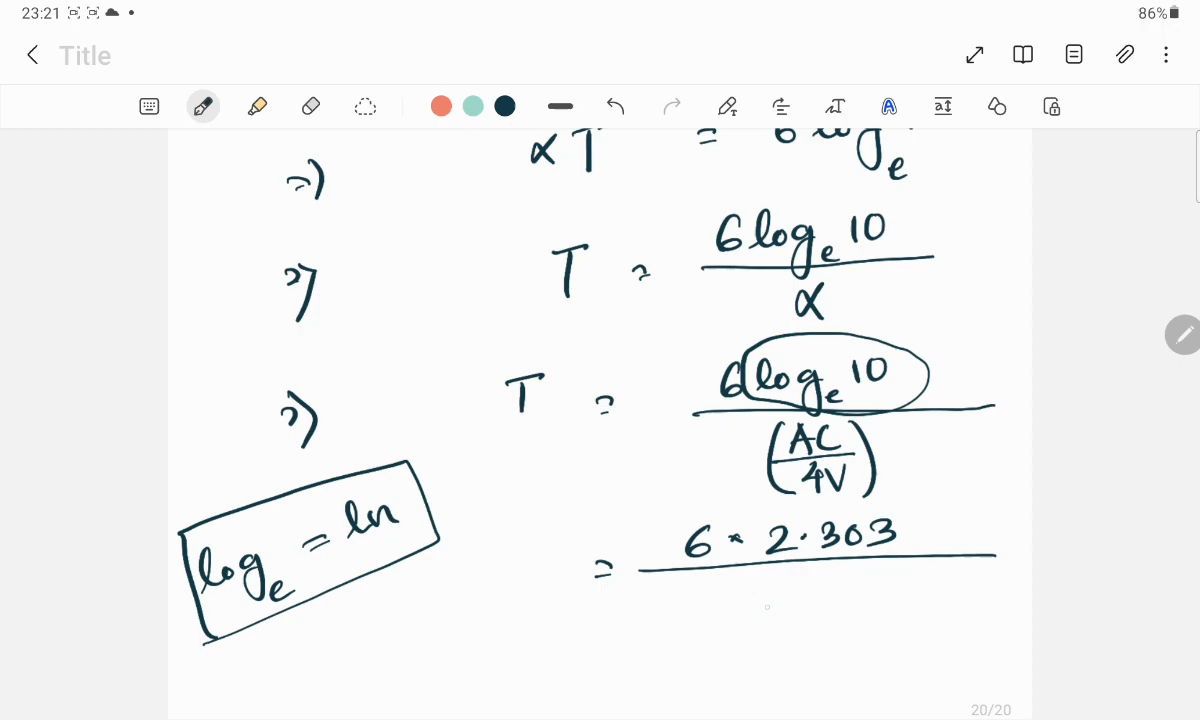 23:21 86%
Title
=> αT = 6 log e
=> T = 6 log_e 10 / α
=> T = 6 log_e 10 / (AC / 4V)
log_e = ln
= 6 * 2.303
20/20